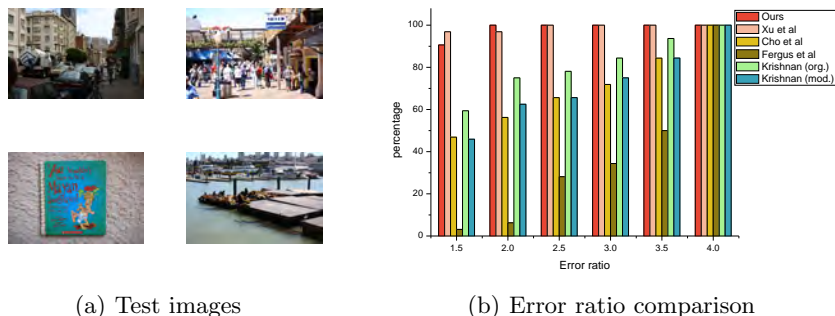 100
80
60
40
20
0
percentage
1.5 2.0 2.5 3.0 3.5 4.0
Error ratio
Ours
Xu et al
Cho et al
Fergus et al
Krishnan (org.)
Krishnan (mod.)
(a) Test images
(b) Error ratio comparison